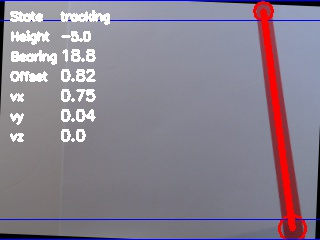 State tracking
Height -5.0
Bearing 18.8
Offset 0.82
vx 0.75
vy 0.04
vz 0.0